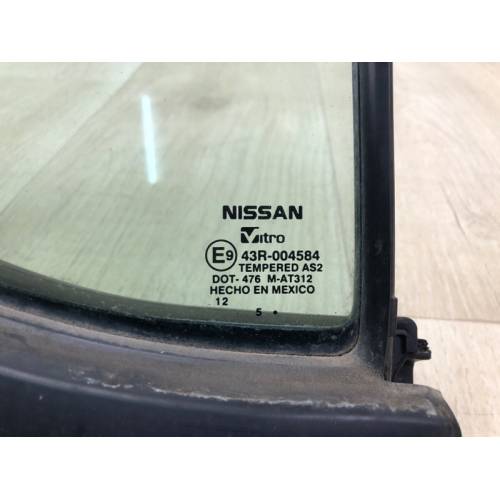 NISSAN
Vitro
E9 43R-004584
TEMPERED AS2
DOT-476 M-AT312
HECHO EN MEXICO
12
5 •